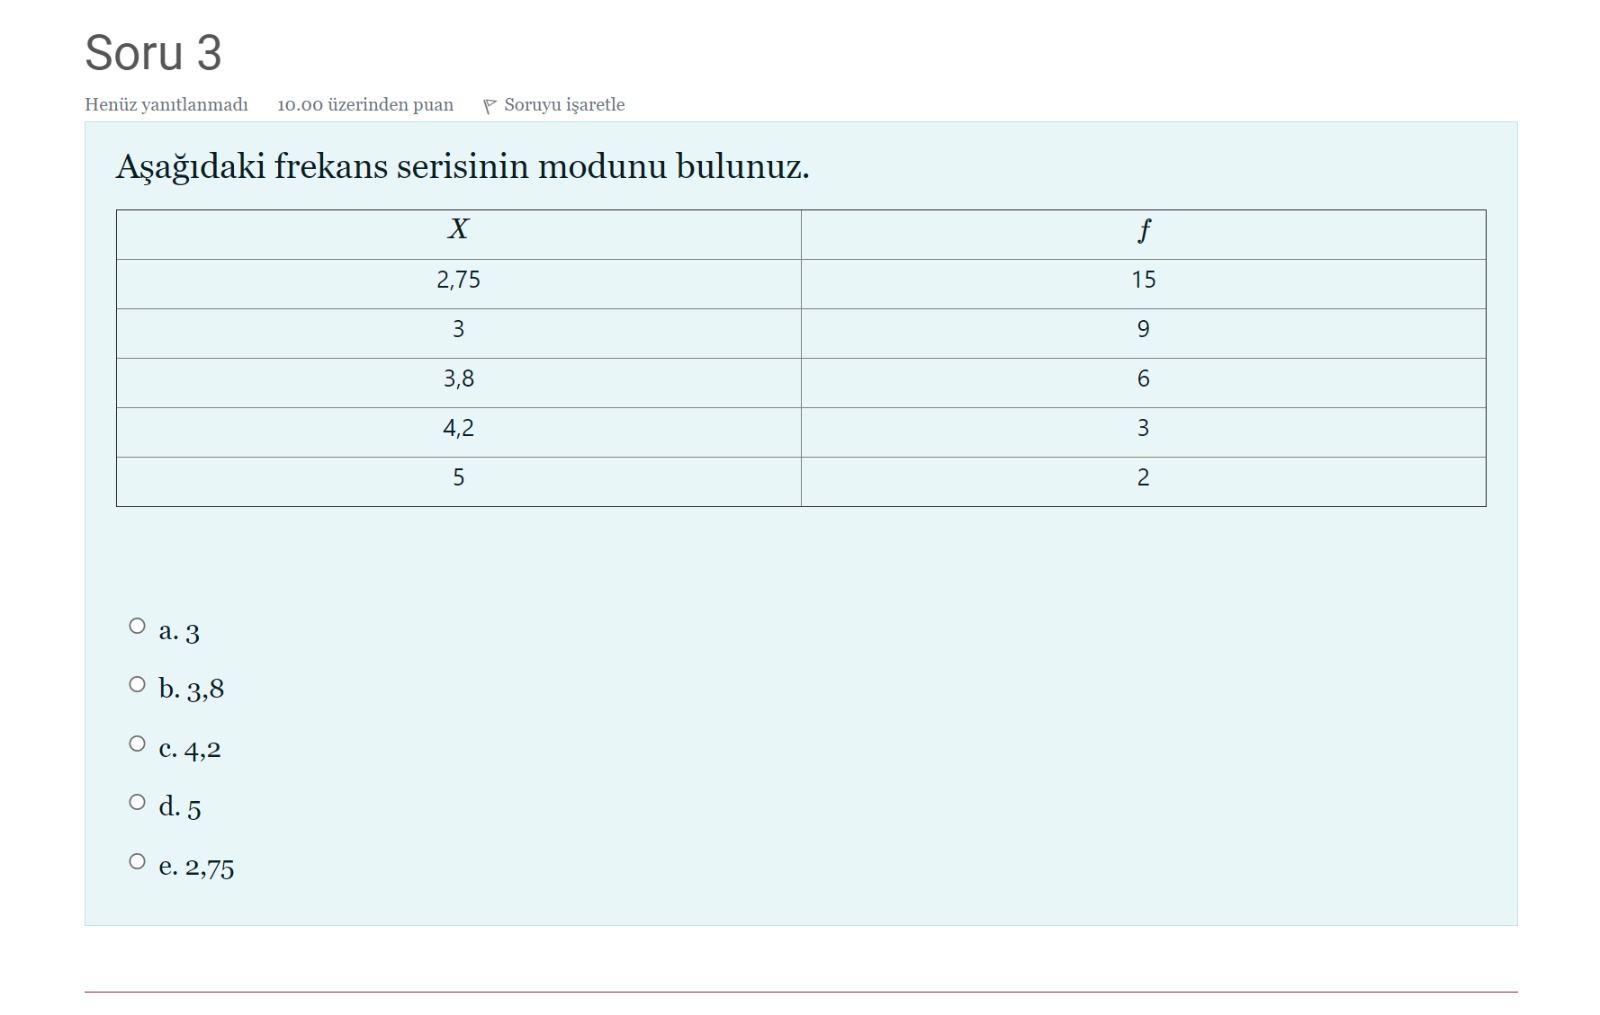 Soru 3
Henüz yanıtlanmadı 10.00 üzerinden puan Soruyu işaretle
Aşağıdaki frekans serisinin modunu bulunuz.
X f
2,75 15
3 9
3,8 6
4,2 3
5 2
a. 3
b. 3,8
c. 4,2
d. 5
e. 2,75